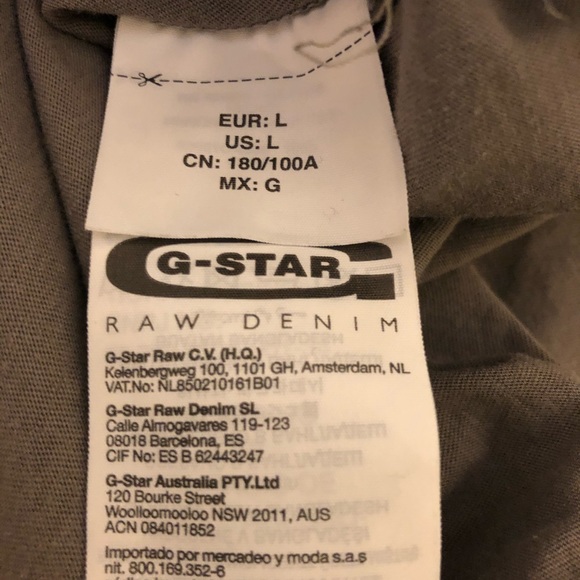 EUR: L
US: L
CN: 180/100A
MX: G
G-STAR
RAW DENIM
G-Star Raw C.V. (H.Q.)
Kelenbergweg 100, 1101 GH, Amsterdam, NL
VAT.No: NL850210161B01
G-Star Raw Denim SL
Calle Almogavares 119-123
08018 Barcelona, ES
CIF No: ES B 62443247
G-Star Australia PTY.Ltd
120 Bourke Street
Woolloomooloo NSW 2011, AUS
ACN 084011852
Importado por mercadeo y moda s.a.s
nit. 800.169.352-6